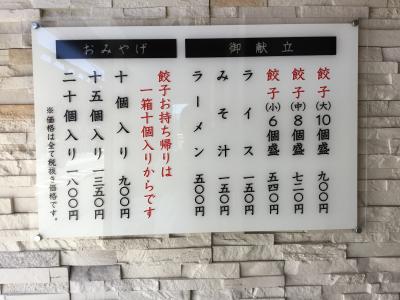 御献立
餃子(大)10個盛 九〇〇円
餃子(中)8個盛 七二〇円
餃子(小)6個盛 五四〇円
ライス 一五〇円
みそ汁 一五〇円
ラーメン 五〇〇円
おみやげ
餃子お持ち帰りは
一箱十個入りからです
十個入り 九〇〇円
十五個入り 一三五〇円
二十個入り 一八〇〇円
※価格は全て税抜き価格です。